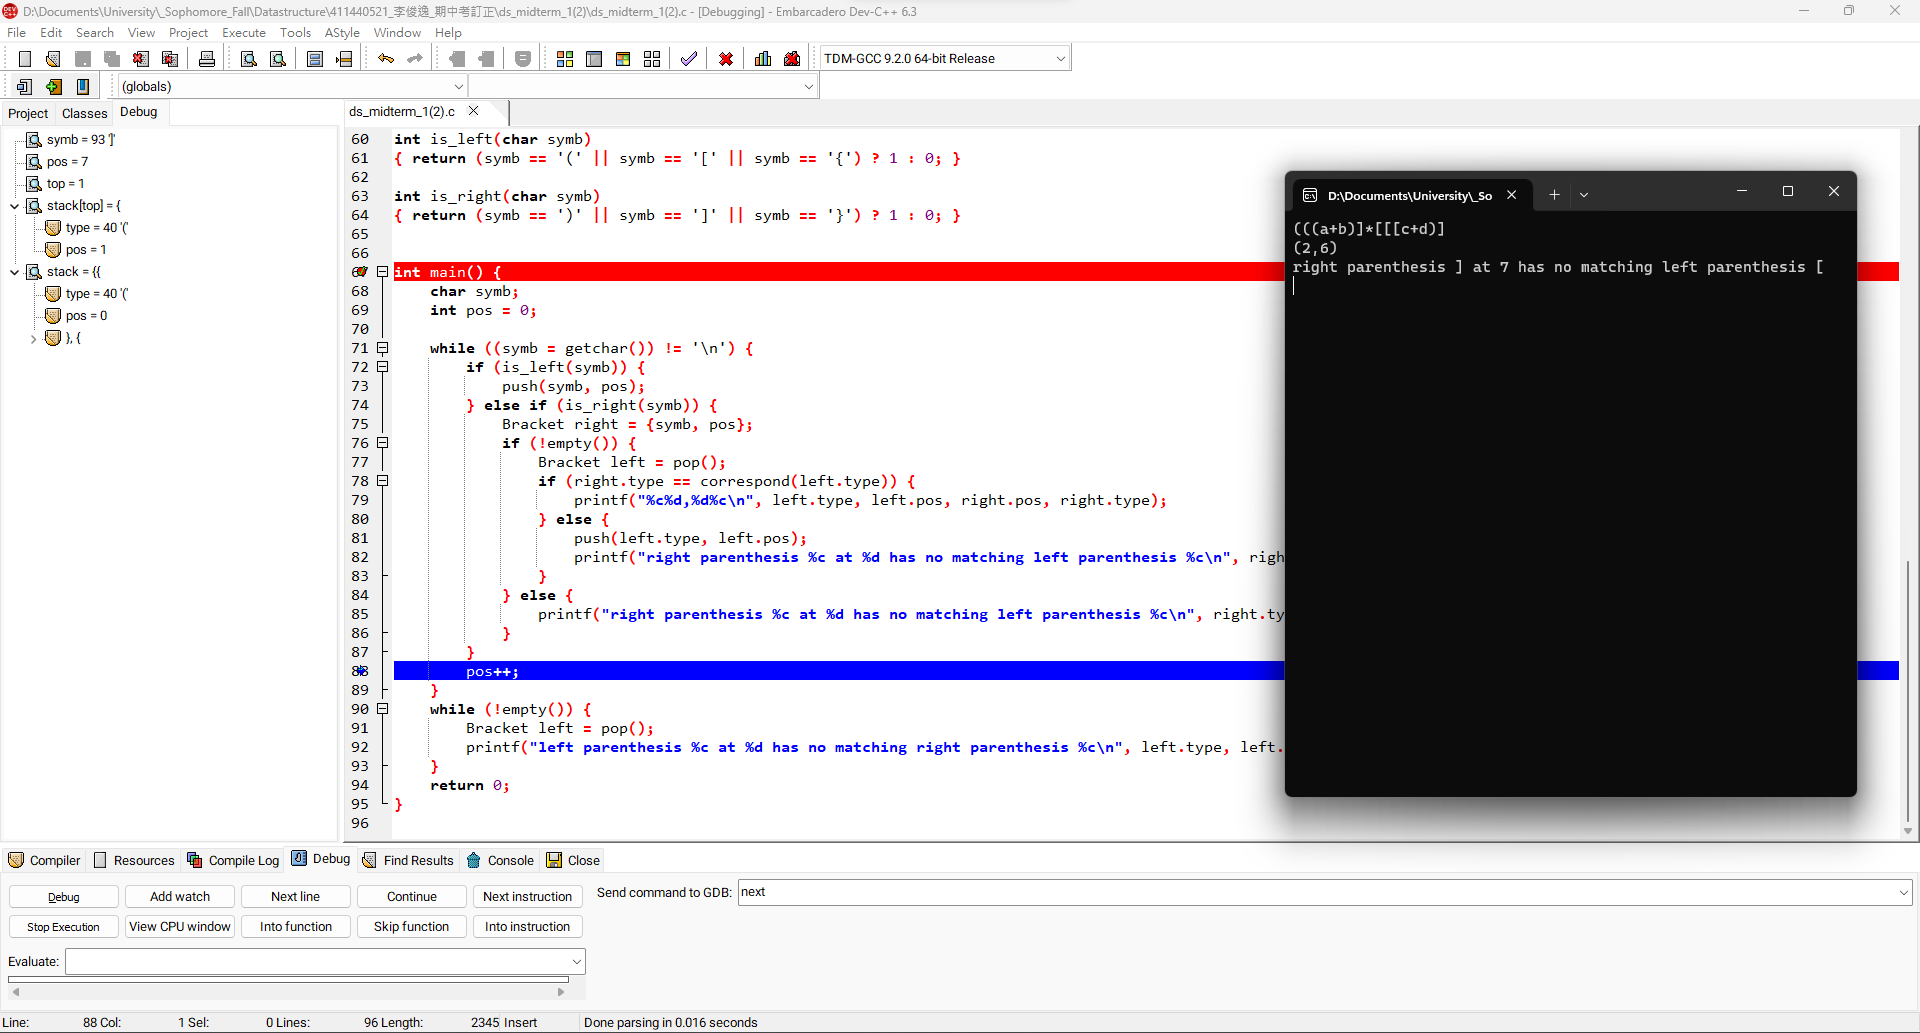 D:\Documents\University\_Sophomore_Fall\Datastructure\411440521_李俊逸_期中考訂正\ds_midterm_1(2)\ds_midterm_1(2).c - [Debugging] - Embarcadero Dev-C++ 6.3
File Edit Search View Project Execute Tools AStyle Window Help
TDM-GCC 9.2.0 64-bit Release
(globals)
Project Classes Debug
symb = 93 ']'
pos = 7
top = 1
stack[top] = {
type = 40 '('
pos = 1
stack = {{
type = 40 '('
pos = 0
}, {
ds_midterm_1(2).c
60 int is_left(char symb)
61 { return (symb == '(' || symb == '[' || symb == '{') ? 1 : 0; }
62
63 int is_right(char symb)
64 { return (symb == ')' || symb == ']' || symb == '}') ? 1 : 0; }
65
66
int main() {
68 char symb;
69 int pos = 0;
70
71 while ((symb = getchar()) != '\n') {
72 if (is_left(symb)) {
73 push(symb, pos);
74 } else if (is_right(symb)) {
75 Bracket right = {symb, pos};
76 if (!empty()) {
77 Bracket left = pop();
78 if (right.type == correspond(left.type)) {
79 printf("%c%d,%d%c\n", left.type, left.pos, right.pos, right.type);
80 } else {
81 push(left.type, left.pos);
82 printf("right parenthesis %c at %d has no matching left parenthesis %c\n", righ
83 }
84 } else {
85 printf("right parenthesis %c at %d has no matching left parenthesis %c\n", right.ty
86 }
87 }
88 pos++;
89 }
90 while (!empty()) {
91 Bracket left = pop();
92 printf("left parenthesis %c at %d has no matching right parenthesis %c\n", left.type, left.
93 }
94 return 0;
95 }
96
D:\Documents\University\_So
(((a+b)]*[[[c+d)]
(2,6)
right parenthesis ] at 7 has no matching left parenthesis [
Compiler Resources Compile Log Debug Find Results Console Close
Debug Add watch Next line Continue Next instruction Send command to GDB: next
Stop Execution View CPU window Into function Skip function Into instruction
Evaluate:
Line: 88 Col: 1 Sel: 0 Lines: 96 Length: 2345 Insert Done parsing in 0.016 seconds